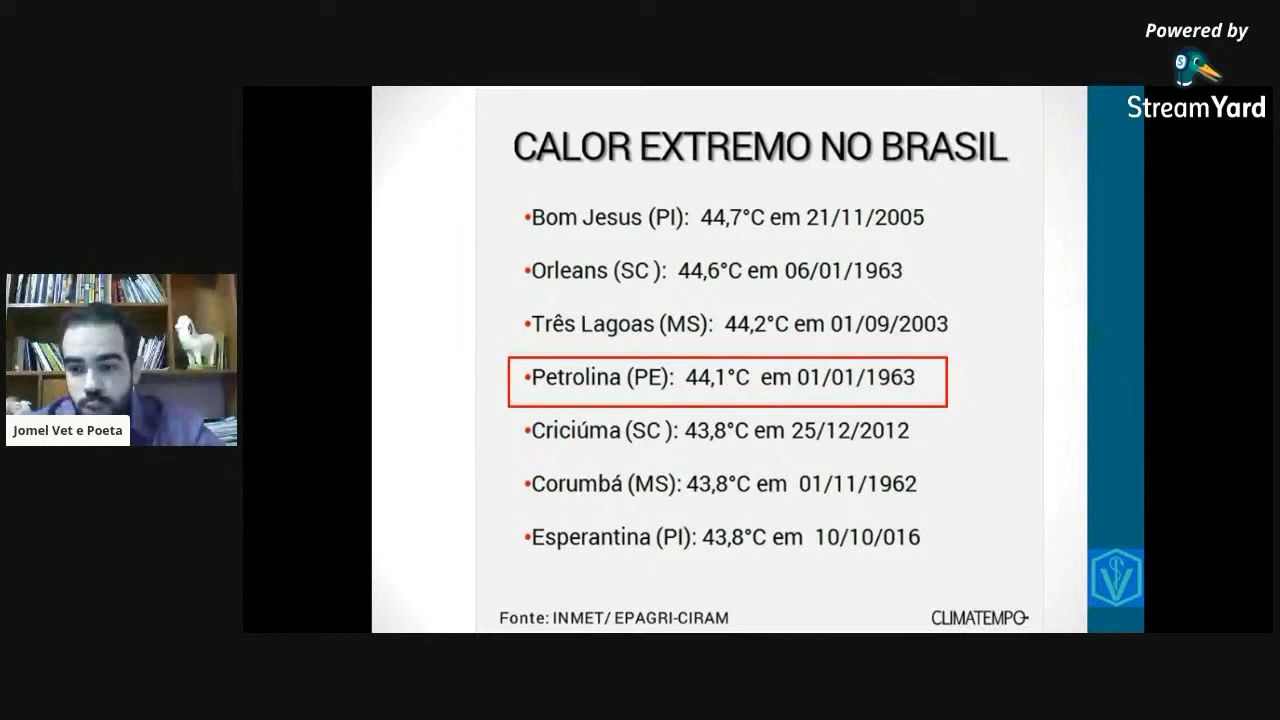 Powered by
StreamYard
CALOR EXTREMO NO BRASIL
•Bom Jesus (PI): 44,7°C em 21/11/2005
•Orleans (SC ): 44,6°C em 06/01/1963
•Três Lagoas (MS): 44,2°C em 01/09/2003
•Petrolina (PE): 44,1°C em 01/01/1963
•Criciúma (SC ): 43,8°C em 25/12/2012
•Corumbá (MS): 43,8°C em 01/11/1962
•Esperantina (PI): 43,8°C em 10/10/016
Fonte: INMET/ EPAGRI-CIRAM
CLIMATEMPO
Jomel Vet e Poeta